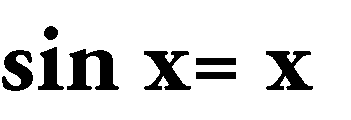 sin x= x